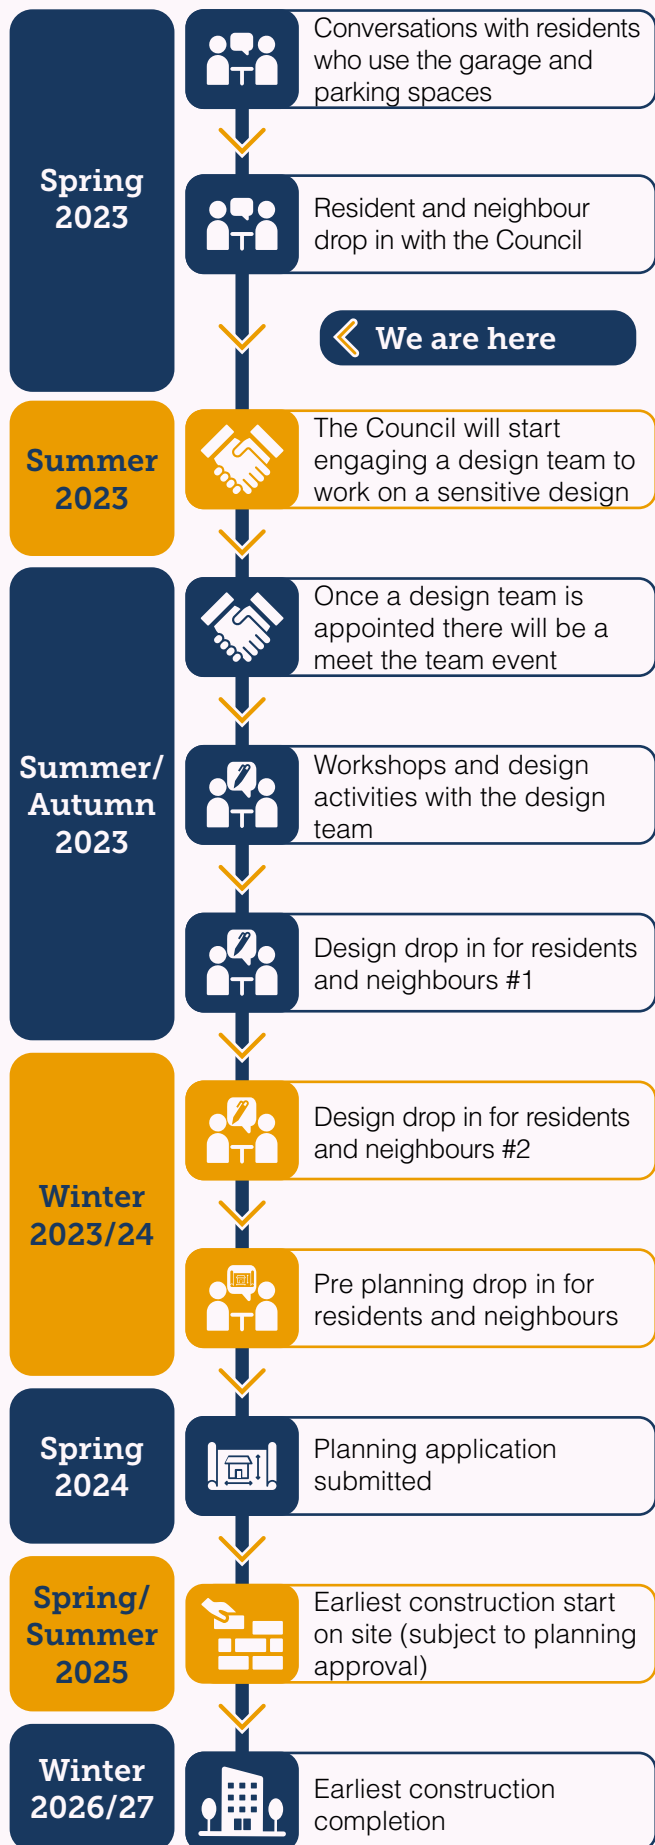 Spring
2023
Conversations with residents
who use the garage and
parking spaces
Resident and neighbour
drop in with the Council
We are here
Summer
2023
The Council will start
engaging a design team to
work on a sensitive design
Summer/
Autumn
2023
Once a design team is
appointed there will be a
meet the team event
Workshops and design
activities with the design
team
Design drop in for residents
and neighbours #1
Winter
2023/24
Design drop in for residents
and neighbours #2
Pre planning drop in for
residents and neighbours
Spring
2024
Planning application
submitted
Spring/
Summer
2025
Earliest construction start
on site (subject to planning
approval)
Winter
2026/27
Earliest construction
completion